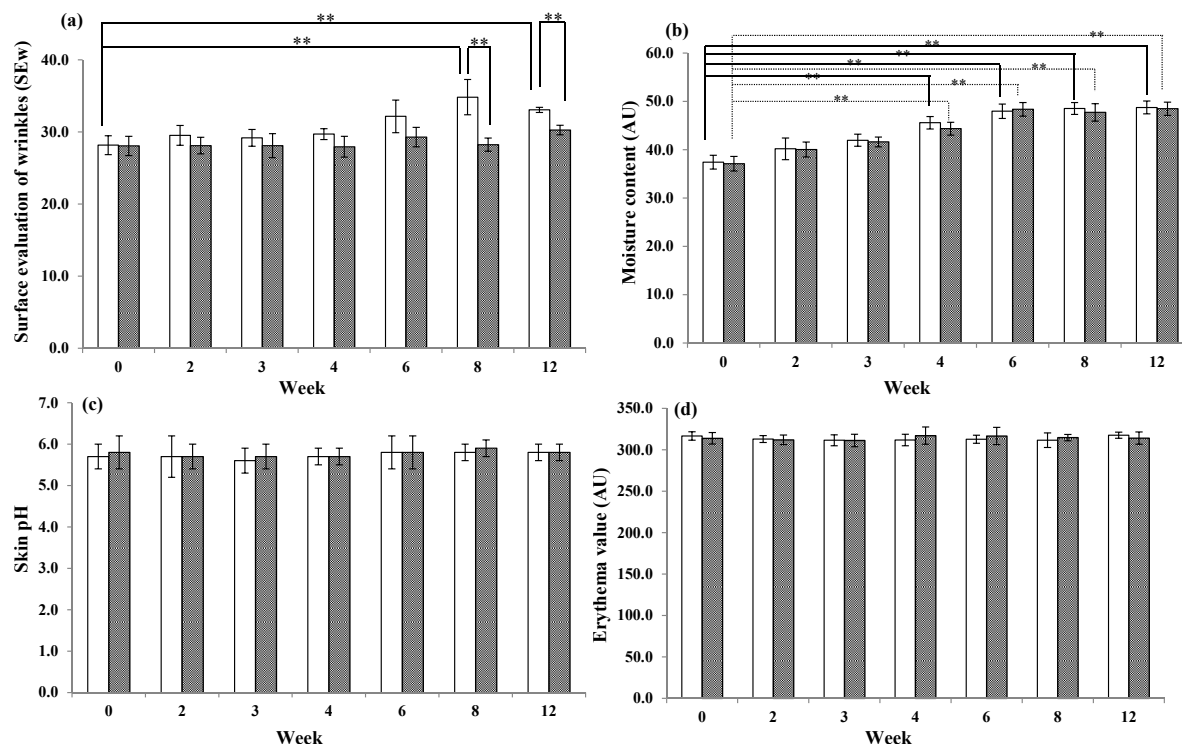 (a)
**
**
**
**
Surface evaluation of wrinkles (SEw)
40.0
30.0
20.0
10.0
0.0
0 2 3 4 6 8 12
Week
(b)
**
**
**
**
**
**
**
**
Moisture content (AU)
60.0
50.0
40.0
30.0
20.0
10.0
0.0
0 2 3 4 6 8 12
Week
(c)
Skin pH
7.0
6.0
5.0
4.0
3.0
2.0
1.0
0.0
0 2 3 4 6 8 12
Week
(d)
Erythema value (AU)
350.0
300.0
250.0
200.0
150.0
100.0
50.0
0.0
0 2 3 4 6 8 12
Week